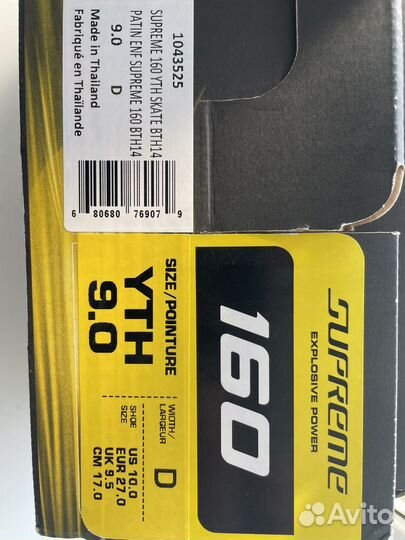 1043525
SUPREME 160 YTH SKATE BTH14
PATIN ENF SUPREME 160 BTH14
9.0 D
Made in Thailand
Fabriqué en Thaïlande
6 80680 76907 9
SUPREME
EXPLOSIVE POWER
160
SIZE/POINTURE
YTH
9.0
WIDTH/
LARGEUR
D
SHOE
SIZE
US 10.0
EUR 27.0
UK 9.5
CM 17.0
Avito